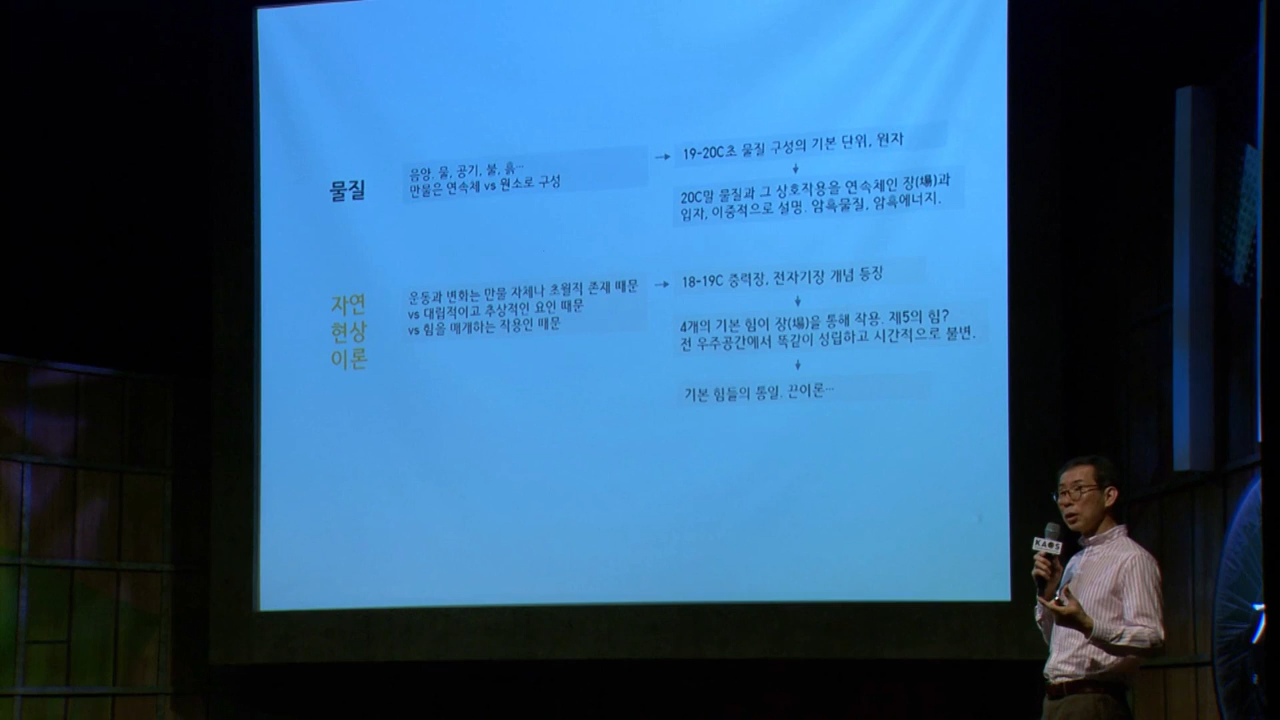 물질
음양. 물, 공기, 불, 흙…
만물은 연속체 vs 원소로 구성
→ 19-20C초 물질 구성의 기본 단위, 원자
↓
20C말 물질과 그 상호작용을 연속체인 장(場)과
입자, 이중적으로 설명. 암흑물질, 암흑에너지.
자연
현상
이론
운동과 변화는 만물 자체나 초월적 존재 때문
vs 대립적이고 추상적인 요인 때문
vs 힘을 매개하는 작용인 때문
→ 18-19C 중력장, 전자기장 개념 등장
↓
4개의 기본 힘이 장(場)을 통해 작용. 제5의 힘?
전 우주공간에서 똑같이 성립하고 시간적으로 불변.
↓
기본 힘들의 통일. 끈이론…
KAOS